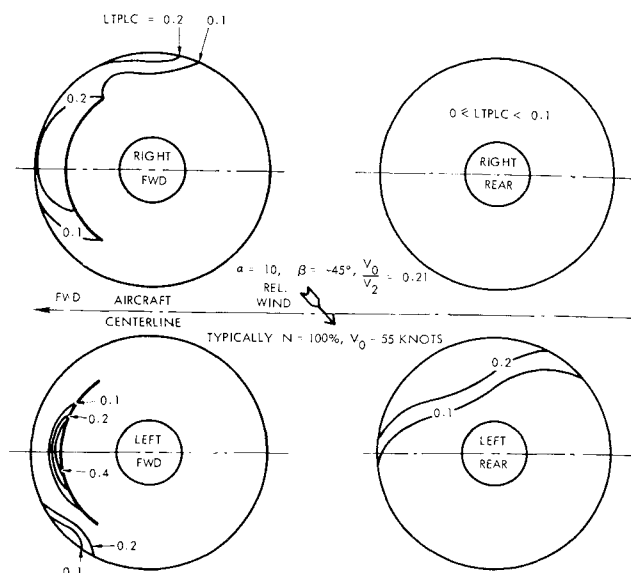 LTPLC = 0.2 0.1
0.2
0.1
RIGHT
FWD
0 ≤ LTPLC < 0.1
RIGHT
REAR
α = 10, β = -45°, V₀/V₂ = 0.21
REL.
WIND
FWD AIRCRAFT
CENTERLINE
TYPICALLY N = 100%, V₀ = 55 KNOTS
0.1
0.2
0.4
LEFT
FWD
0.2
0.1
0.2
0.1
LEFT
REAR